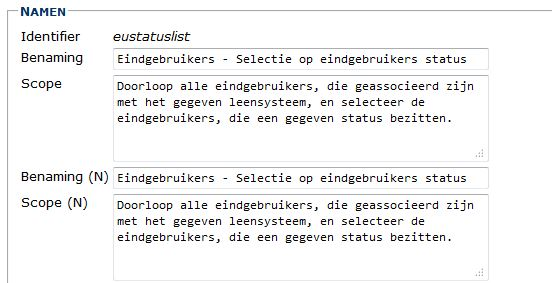 NAMEN
Identifier eustatuslist
Benaming Eindgebruikers - Selectie op eindgebruikers status
Scope Doorloop alle eindgebruikers, die geassocieerd zijn
met het gegeven leensysteem, en selecteer de
eindgebruikers, die een gegeven status bezitten.
Benaming (N) Eindgebruikers - Selectie op eindgebruikers status
Scope (N) Doorloop alle eindgebruikers, die geassocieerd zijn
met het gegeven leensysteem, en selecteer de
eindgebruikers, die een gegeven status bezitten.